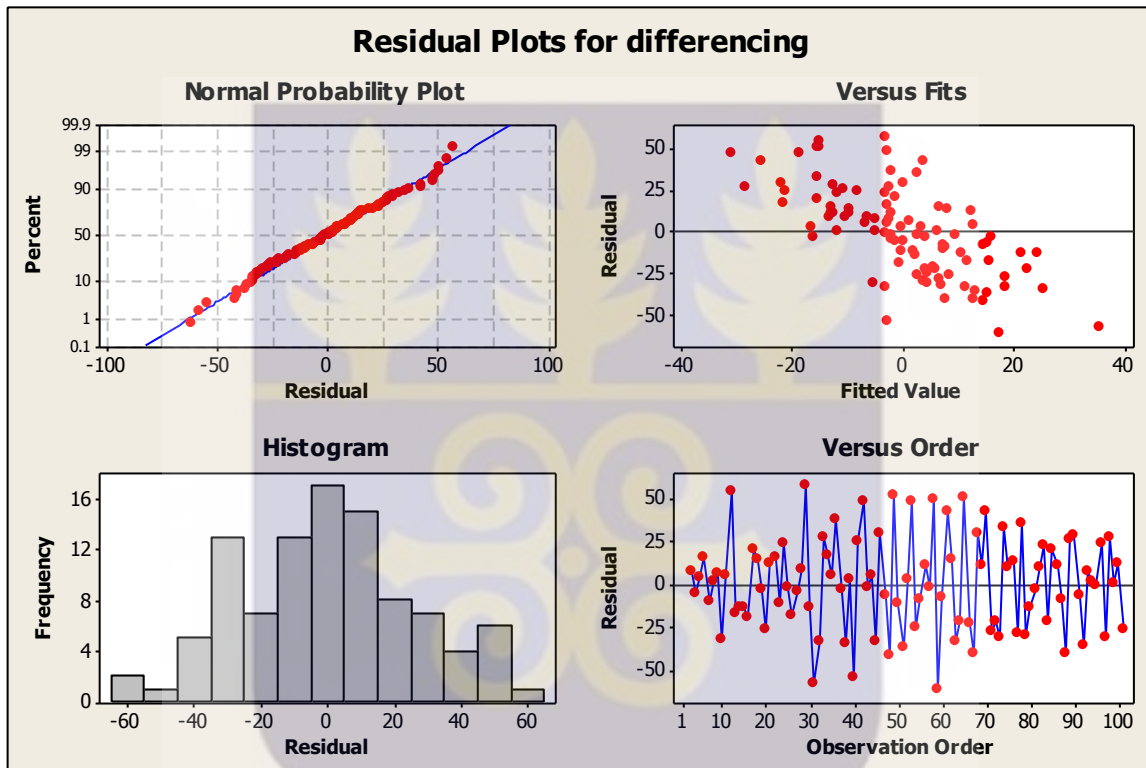 Residual Plots for differencing
Normal Probability Plot
99.9
99
90
50
10
1
0.1
Percent
-100 -50 0 50 100
Residual
Versus Fits
50
25
0
-25
-50
Residual
-40 -20 0 20 40
Fitted Value
Histogram
16
12
8
4
0
Frequency
-60 -40 -20 0 20 40 60
Residual
Versus Order
50
25
0
-25
-50
Residual
1 10 20 30 40 50 60 70 80 90 100
Observation Order